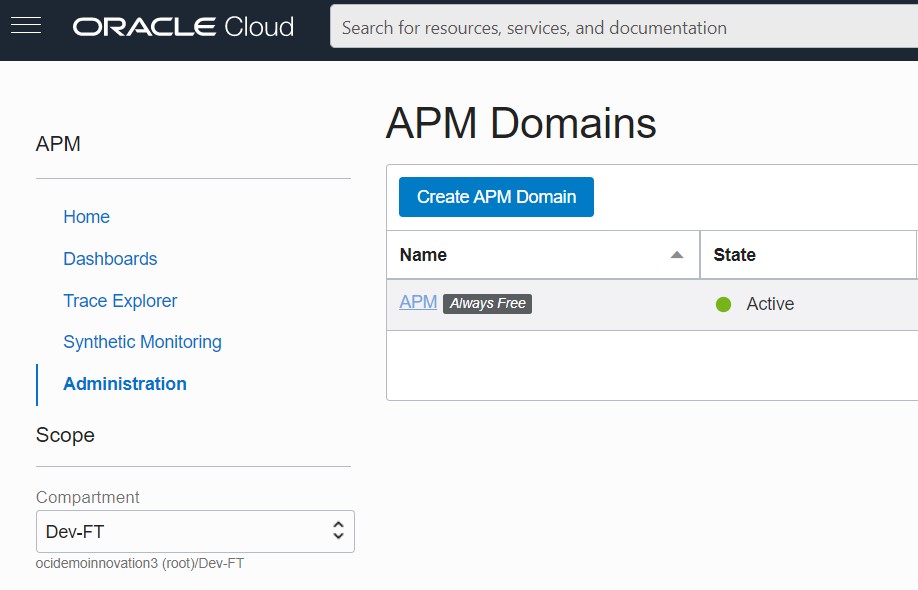 ORACLE Cloud
Search for resources, services, and documentation
APM
Home
Dashboards
Trace Explorer
Synthetic Monitoring
Administration
Scope
Compartment
Dev-FT
ocidemoinnovation3 (root)/Dev-FT
APM Domains
Create APM Domain
Name State
APM Always Free Active